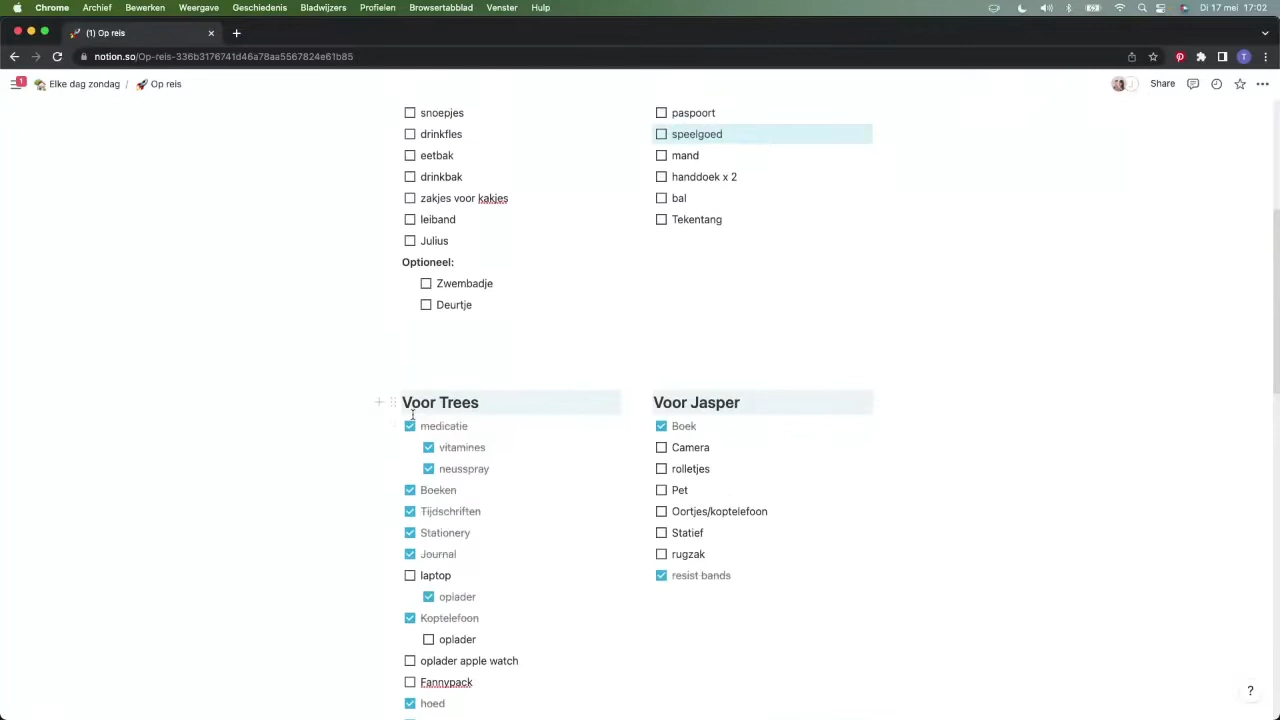 Chrome Archief Bewerken Weergave Geschiedenis Bladwijzers Profielen Browsertabblad Venster Help Di 17 mei 17:02
(1) Op reis
notion.so/Op-reis-336b3176741d46a78aa5567824e61b85
T
1 Elke dag zondag / Op reis J Share
snoepjes
drinkfles
eetbak
drinkbak
zakjes voor kakjes
leiband
Julius
Optioneel:
Zwembadje
Deurtje
paspoort
speelgoed
mand
handdoek x 2
bal
Tekentang
Voor Trees
medicatie
vitamines
neusspray
Boeken
Tijdschriften
Stationery
Journal
laptop
oplader
Koptelefoon
oplader
oplader apple watch
Fannypack
hoed
Voor Jasper
Boek
Camera
rolletjes
Pet
Oortjes/koptelefoon
Statief
rugzak
resist bands
?